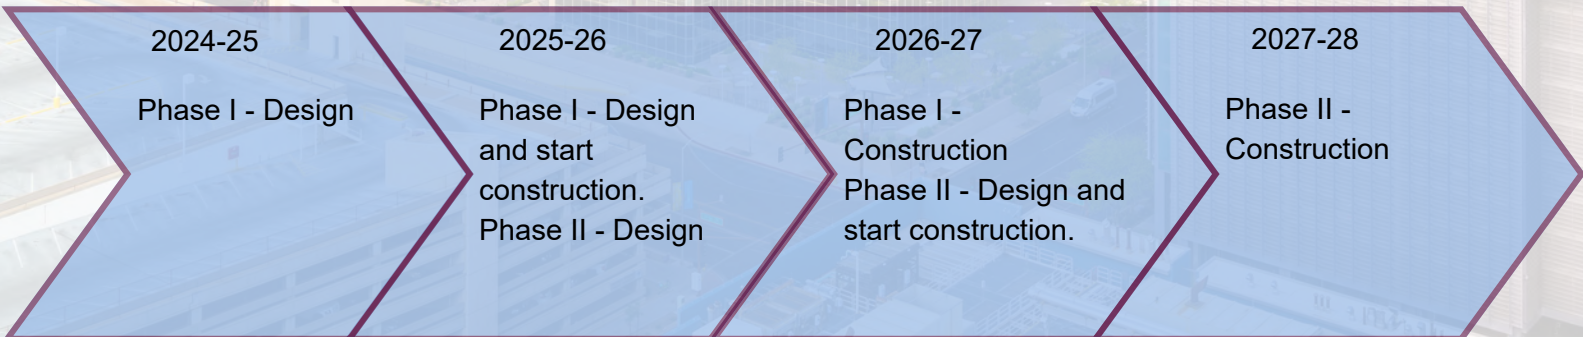 2024-25
Phase I - Design
2025-26
Phase I - Design
and start
construction.
Phase II - Design
2026-27
Phase I -
Construction
Phase II - Design and
start construction.
2027-28
Phase II -
Construction